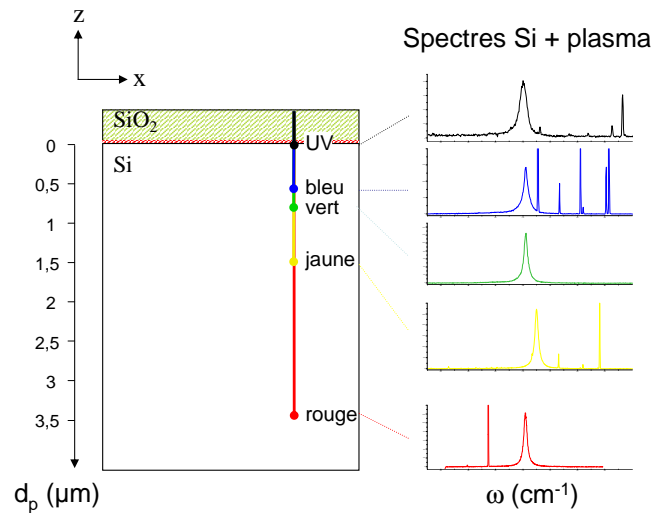 z
x
Spectres Si + plasma
SiO2
Si
0
0,5
1
1,5
2
2,5
3
3,5
UV
bleu
vert
jaune
rouge
dp (µm)
ω (cm-1)